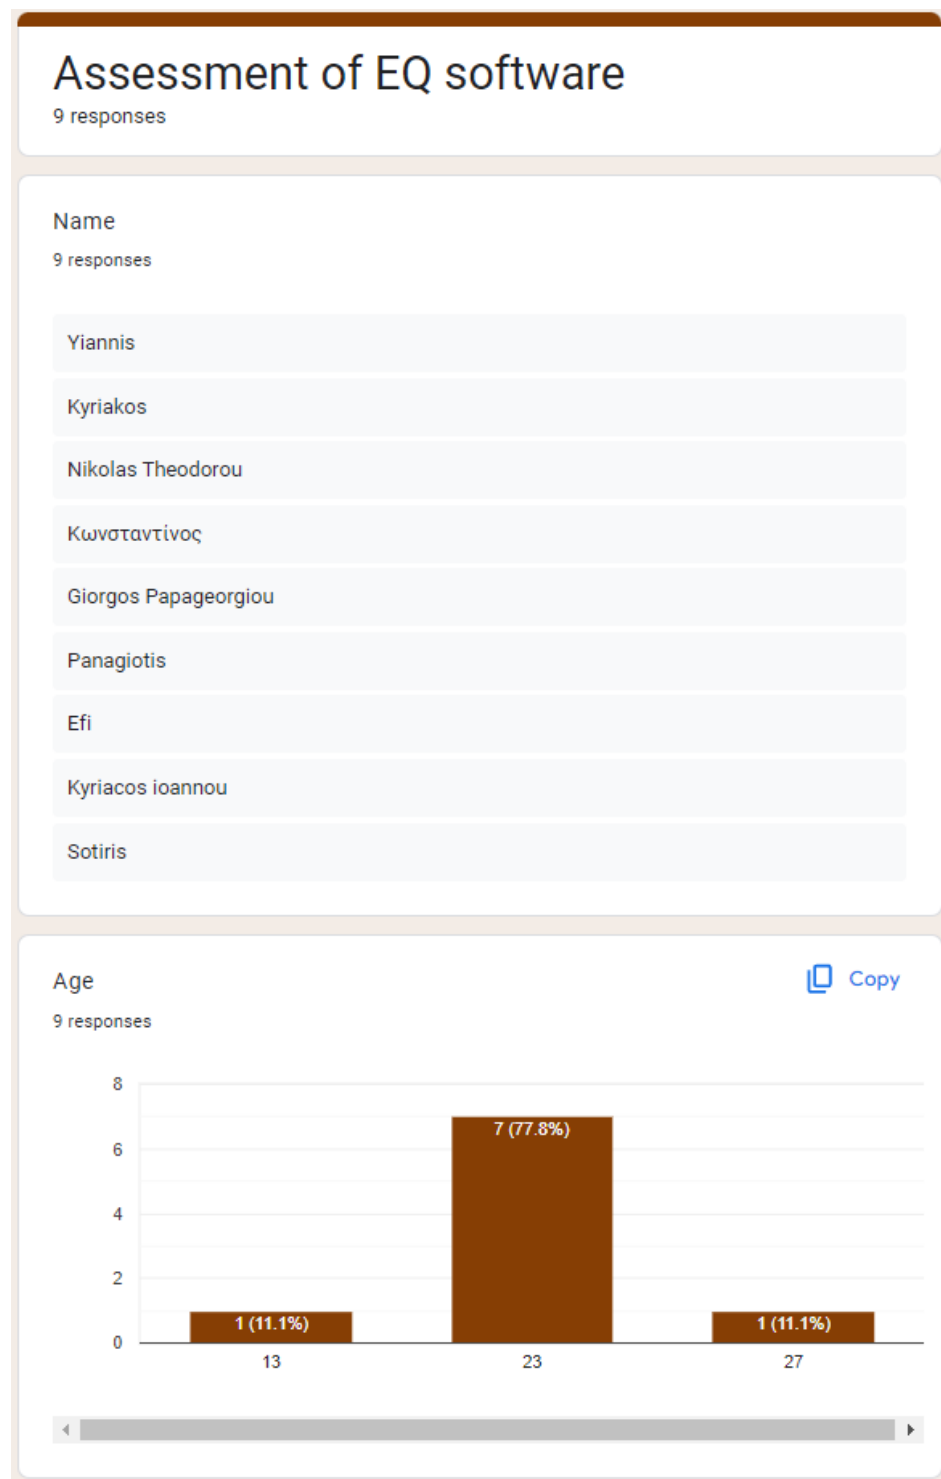 Assessment of EQ software
9 responses
Name
9 responses
Yiannis
Kyriakos
Nikolas Theodorou
Κωνσταντίνος
Giorgos Papageorgiou
Panagiotis
Efi
Kyriacos ioannou
Sotiris
Age
Copy
9 responses
8
6
4
2
0
7 (77.8%)
1 (11.1%)
1 (11.1%)
13
23
27